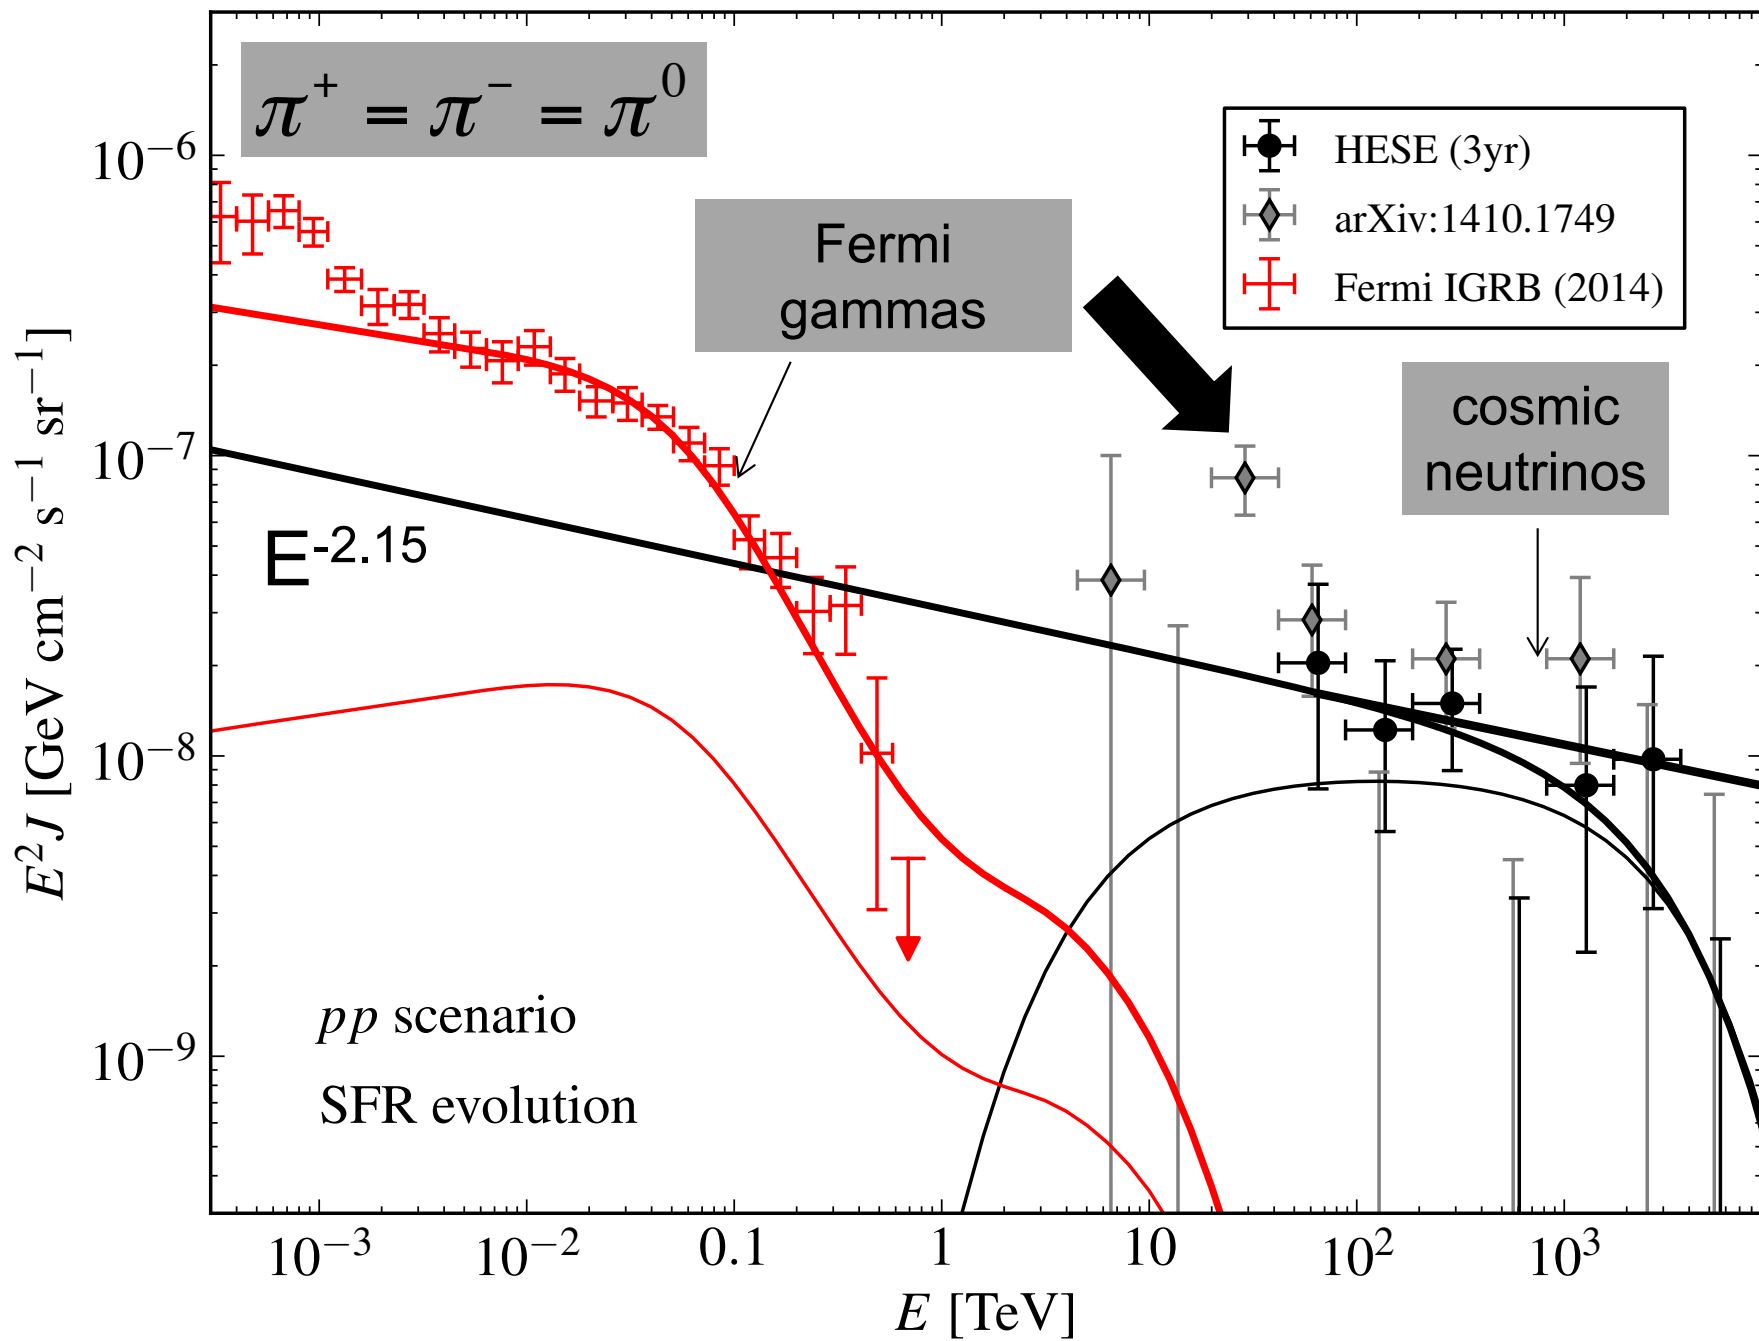 π⁺ = π⁻ = π⁰
HESE (3yr)
arXiv:1410.1749
Fermi IGRB (2014)
Fermi
gammas
cosmic
neutrinos
E⁻²·¹⁵
pp scenario
SFR evolution
E²J [GeV cm⁻² s⁻¹ sr⁻¹]
10⁻⁶
10⁻⁷
10⁻⁸
10⁻⁹
10⁻³
10⁻²
0.1
1
10
10²
10³
E [TeV]